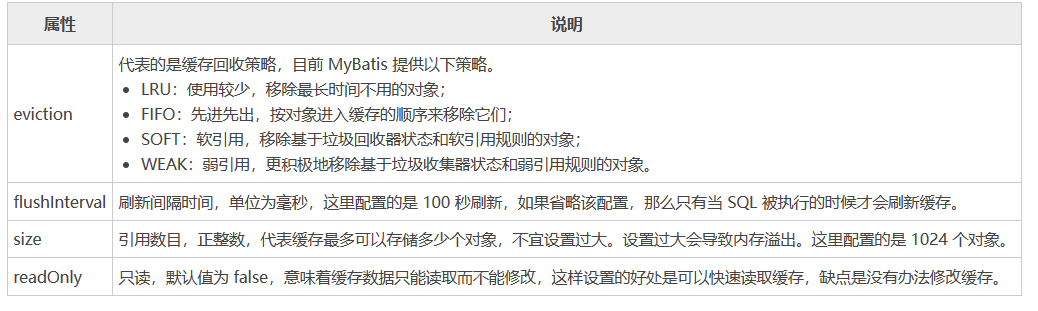 属性 说明
eviction
代表的是缓存回收策略，目前 MyBatis 提供以下策略。
• LRU：使用较少，移除最长时间不用的对象；
• FIFO：先进先出，按对象进入缓存的顺序来移除它们；
• SOFT：软引用，移除基于垃圾回收器状态和软引用规则的对象；
• WEAK：弱引用，更积极地移除基于垃圾收集器状态和弱引用规则的对象。
flushInterval 刷新间隔时间，单位为毫秒，这里配置的是 100 秒刷新，如果省略该配置，那么只有当 SQL 被执行的时候才会刷新缓存。
size 引用数目，正整数，代表缓存最多可以存储多少个对象，不宜设置过大。设置过大会导致内存溢出。这里配置的是 1024 个对象。
readOnly 只读，默认值为 false，意味着缓存数据只能读取而不能修改，这样设置的好处是可以快速读取缓存，缺点是没有办法修改缓存。